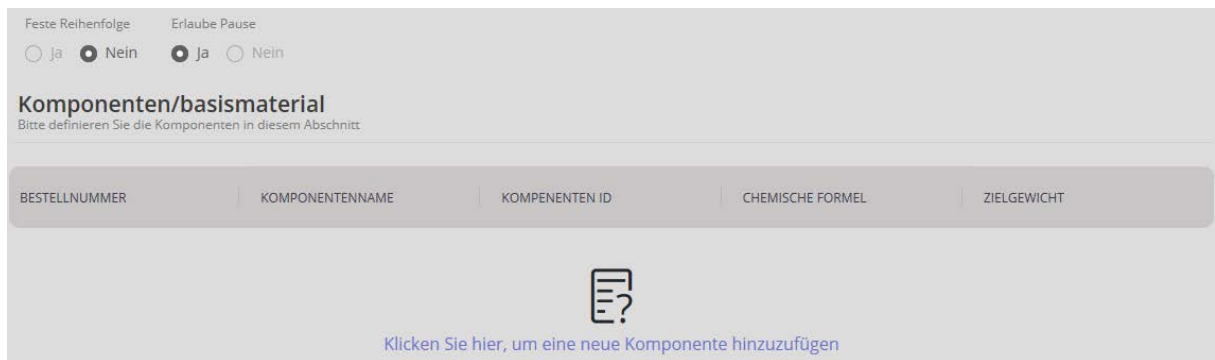 Feste Reihenfolge Erlaube Pause
Ja Nein Ja Nein
Komponenten/basismaterial
Bitte definieren Sie die Komponenten in diesem Abschnitt
BESTELLNUMMER KOMPONENTENNAME KOMPENENTEN ID CHEMISCHE FORMEL ZIELGEWICHT
Klicken Sie hier, um eine neue Komponente hinzuzufügen